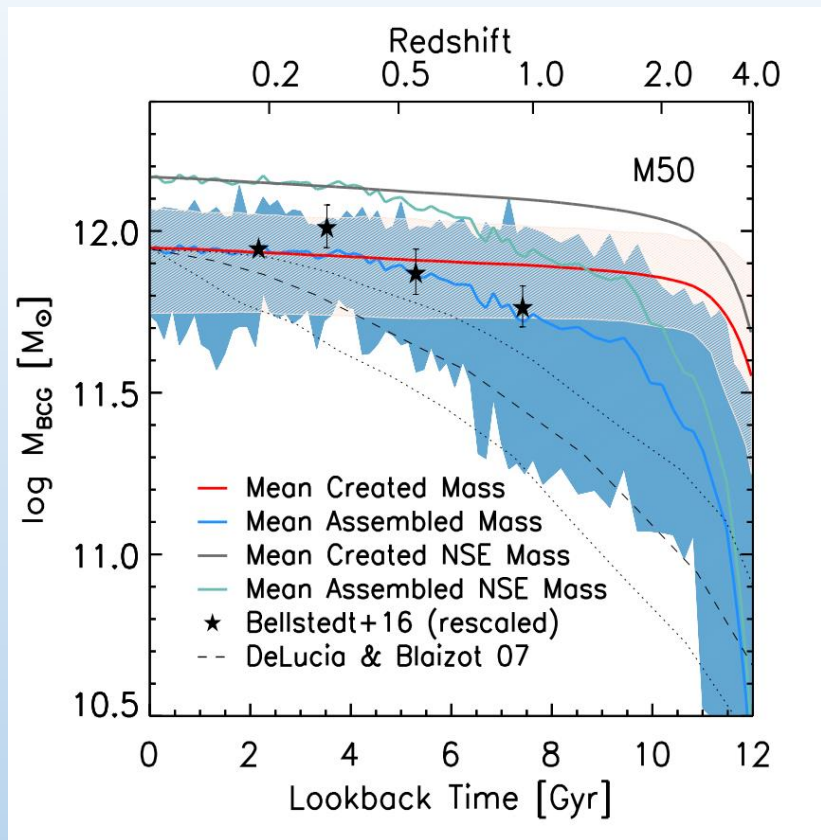 Redshift
0.2 0.5 1.0 2.0 4.0
M50
12.0
11.5
11.0
10.5
log M_BCG [M_⊙]
Mean Created Mass
Mean Assembled Mass
Mean Created NSE Mass
Mean Assembled NSE Mass
Bellstedt+16 (rescaled)
DeLucia & Blaizot 07
0 2 4 6 8 10 12
Lookback Time [Gyr]